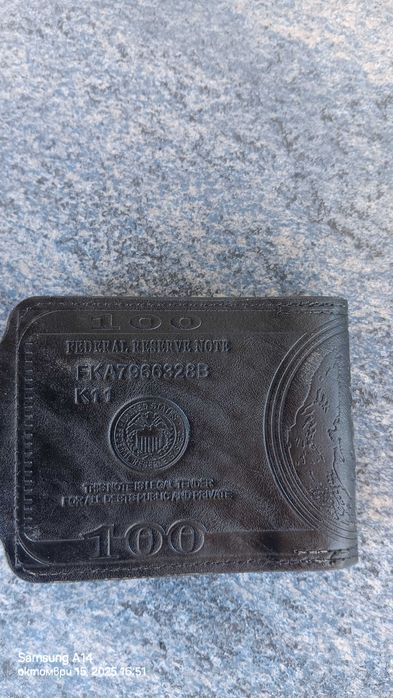 100
FEDERAL RESERVE NOTE
FKA7966328B
K11
THIS NOTE IS LEGAL TENDER
FOR ALL DEBTS PUBLIC AND PRIVATE
100
Samsung A14
октомври 15, 2025 16:51